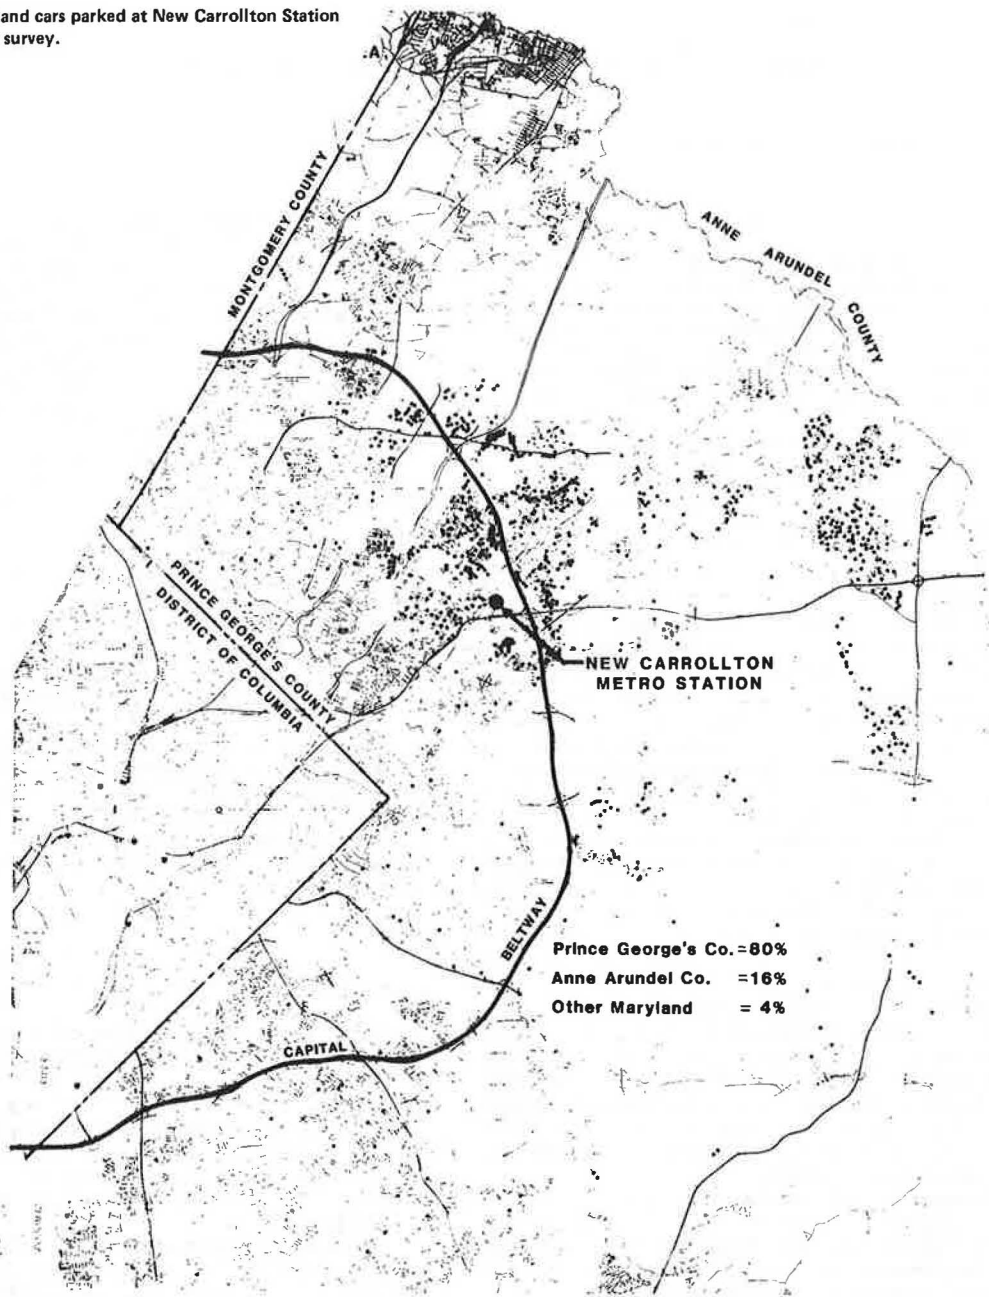 and cars parked at New Carrollton Station
survey.
.A.
MONTGOMERY COUNTY
ANNE ARUNDEL COUNTY
PRINCE GEORGE'S COUNTY
DISTRICT OF COLUMBIA
NEW CARROLLTON
METRO STATION
BELTWAY
Prince George's Co. =80%
Anne Arundel Co. =16%
Other Maryland = 4%
CAPITAL